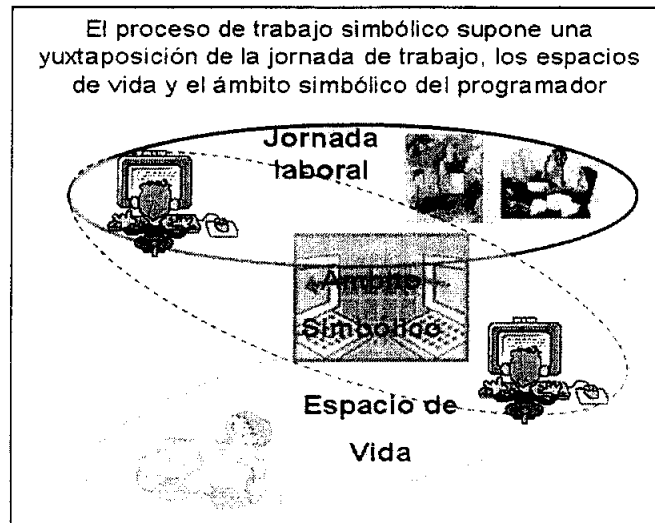 El proceso de trabajo simbólico supone una
yuxtaposición de la jornada de trabajo, los espacios
de vida y el ámbito simbólico del programador
Jornada
laboral
Ámbito
Simbólico
Espacio de
Vida